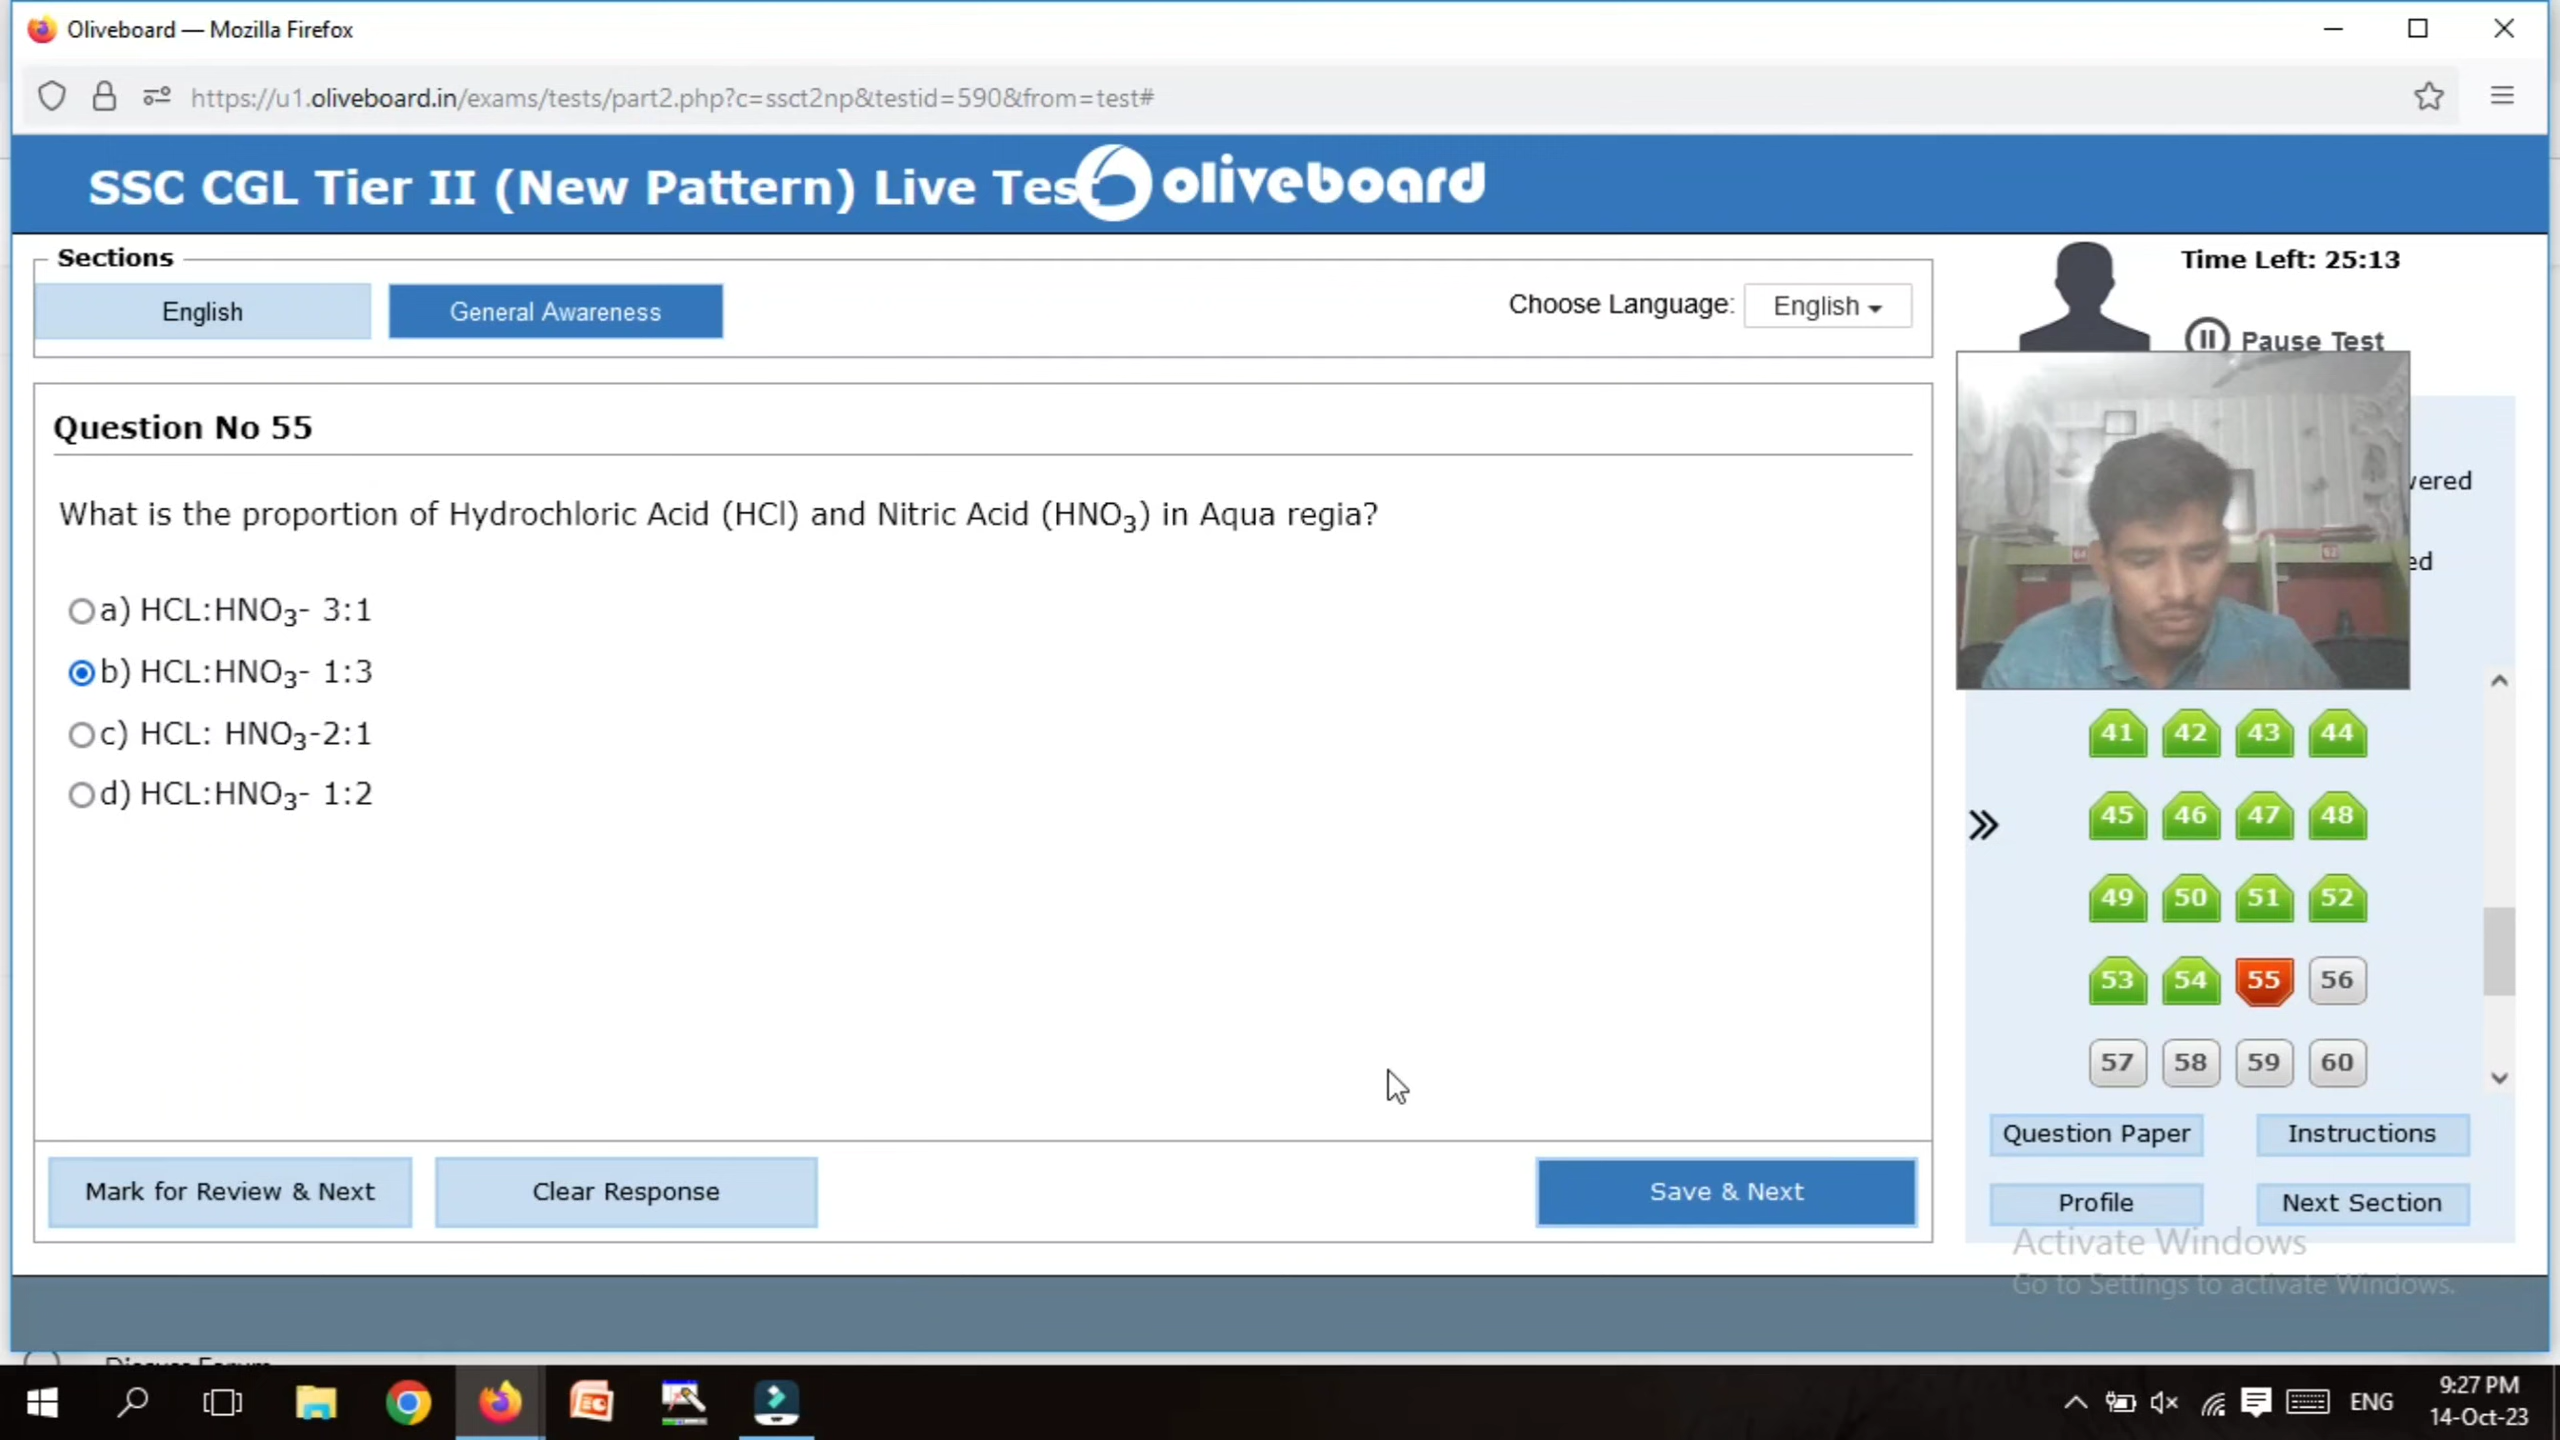 Oliveboard — Mozilla Firefox
https://u1.oliveboard.in/exams/tests/part2.php?c=ssct2np&testid=590&from=test#
SSC CGL Tier II (New Pattern) Live Tes
oliveboard
Sections
English
General Awareness
Choose Language:
English
Time Left: 25:13
Pause Test
Question No 55
What is the proportion of Hydrochloric Acid (HCl) and Nitric Acid (HNO₃) in Aqua regia?
a) HCL:HNO₃- 3:1
b) HCL:HNO₃- 1:3
c) HCL: HNO₃-2:1
d) HCL:HNO₃- 1:2
vered
ed
41 42 43 44
45 46 47 48
49 50 51 52
53 54 55 56
57 58 59 60
Question Paper
Instructions
Profile
Next Section
Mark for Review & Next
Clear Response
Save & Next
Activate Windows
Go to Settings to activate Windows.
Discuss Forum
ENG
9:27 PM
14-Oct-23